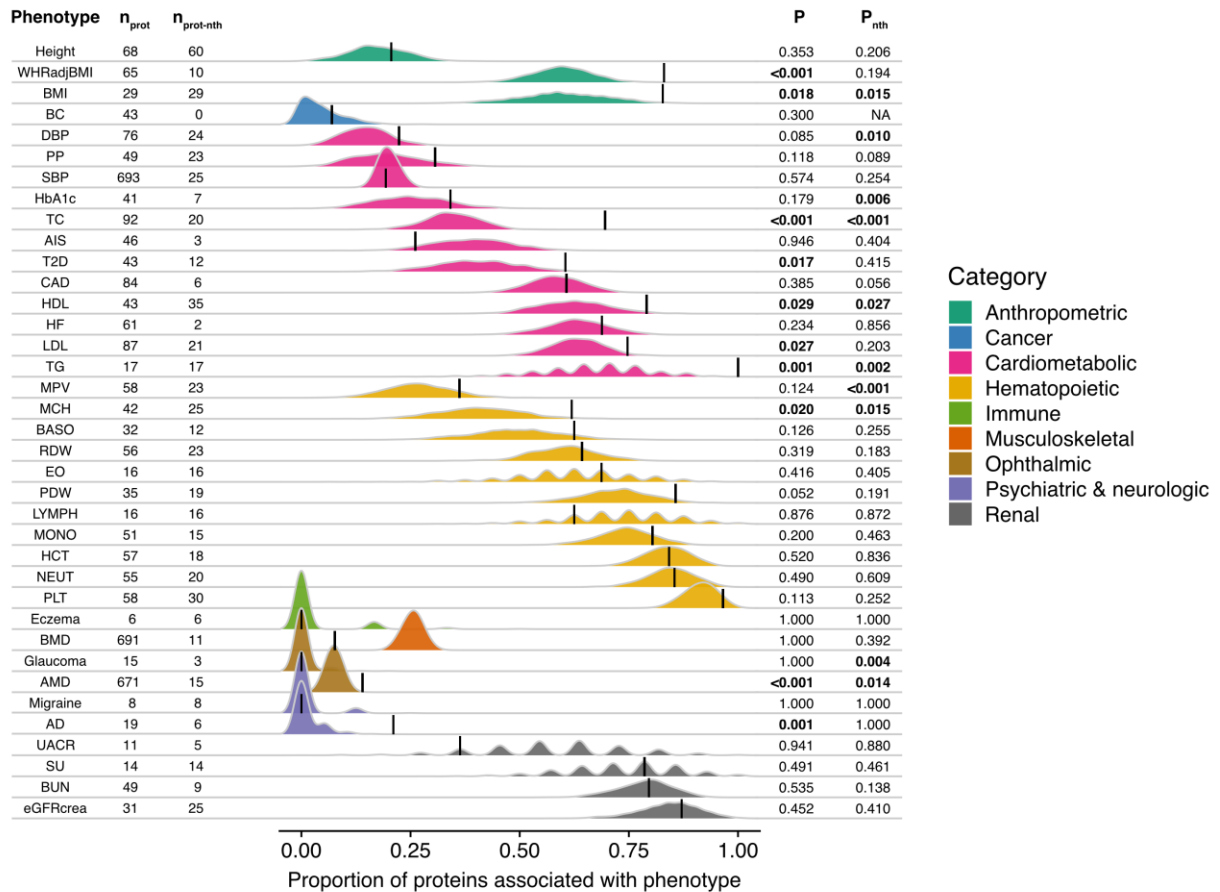 Phenotype n_prot n_prot-nth P P_nth
Height 68 60 0.353 0.206
WHRadjBMI 65 10 <0.001 0.194
BMI 29 29 0.018 0.015
BC 43 0 0.300 NA
DBP 76 24 0.085 0.010
PP 49 23 0.118 0.089
SBP 693 25 0.574 0.254
HbA1c 41 7 0.179 0.006
TC 92 20 <0.001 <0.001
AIS 46 3 0.946 0.404
T2D 43 12 0.017 0.415
CAD 84 6 0.385 0.056
HDL 43 35 0.029 0.027
HF 61 2 0.234 0.856
LDL 87 21 0.027 0.203
TG 17 17 0.001 0.002
MPV 58 23 0.124 <0.001
MCH 42 25 0.020 0.015
BASO 32 12 0.126 0.255
RDW 56 23 0.319 0.183
EO 16 16 0.416 0.405
PDW 35 19 0.052 0.191
LYMPH 16 16 0.876 0.872
MONO 51 15 0.200 0.463
HCT 57 18 0.520 0.836
NEUT 55 20 0.490 0.609
PLT 58 30 0.113 0.252
Eczema 6 6 1.000 1.000
BMD 691 11 1.000 0.392
Glaucoma 15 3 1.000 0.004
AMD 671 15 <0.001 0.014
Migraine 8 8 1.000 1.000
AD 19 6 0.001 1.000
UACR 11 5 0.941 0.880
SU 14 14 0.491 0.461
BUN 49 9 0.535 0.138
eGFRcrea 31 25 0.452 0.410
0.00 0.25 0.50 0.75 1.00
Proportion of proteins associated with phenotype
Category
Anthropometric
Cancer
Cardiometabolic
Hematopoietic
Immune
Musculoskeletal
Ophthalmic
Psychiatric & neurologic
Renal